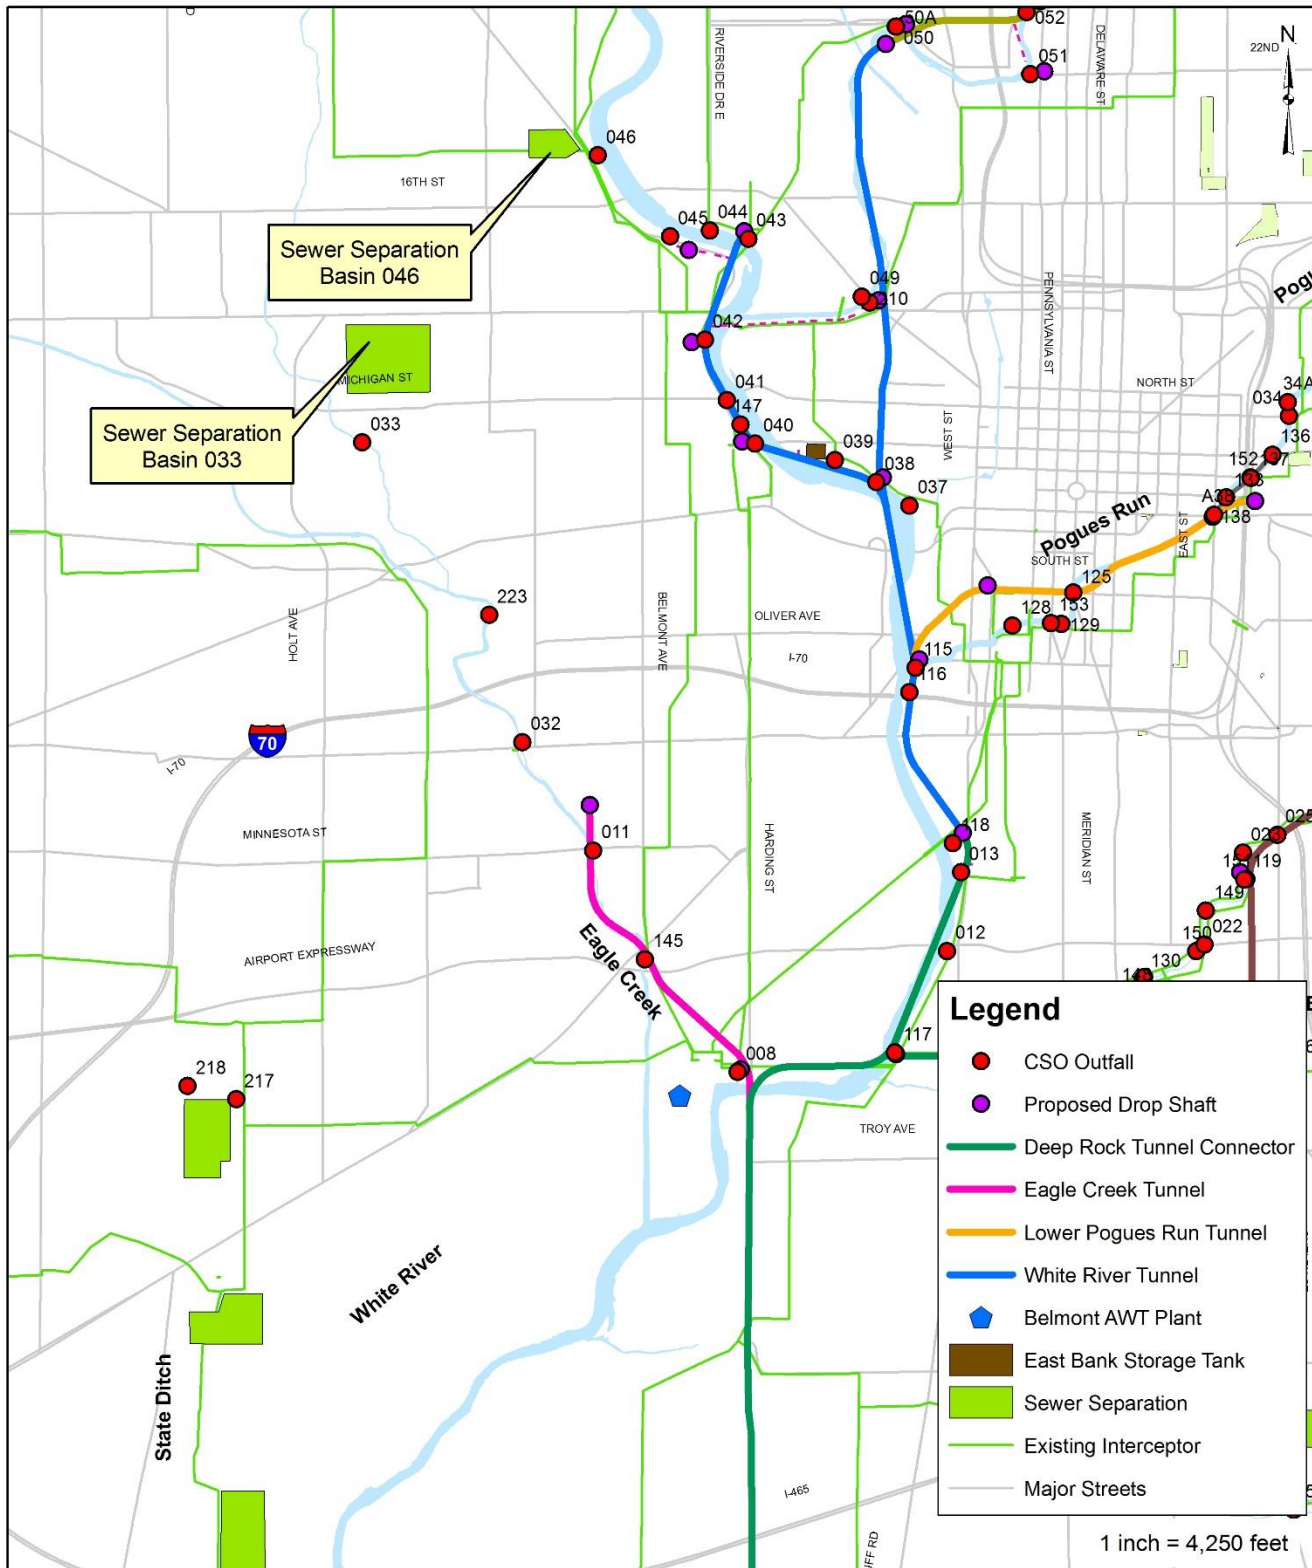 50A
052
050
051
22ND
N
RIVERSIDE DR E
DELAWARE ST
046
16TH ST
045
044
043
Sewer Separation
Basin 046
049
PENNSYLVANIA ST
042
MICHIGAN ST
NORTH ST
041
147
040
34A
034
Sewer Separation
Basin 033
033
039
WEST ST
136
038
152
037
Pogues Run
EAST ST
138
SOUTH ST
125
223
BELMONT AVE
OLIVER AVE
128
153
129
HOLT AVE
I-70
115
116
032
70
I-70
MINNESOTA ST
011
HARDING ST
118
MERIDIAN ST
025
023
013
119
149
022
012
150
AIRPORT EXPRESSWAY
145
Eagle Creek
130
117
008
218
217
TROY AVE
White River
State Ditch
I-465
Legend
CSO Outfall
Proposed Drop Shaft
Deep Rock Tunnel Connector
Eagle Creek Tunnel
Lower Pogues Run Tunnel
White River Tunnel
Belmont AWT Plant
East Bank Storage Tank
Sewer Separation
Existing Interceptor
Major Streets
1 inch = 4,250 feet